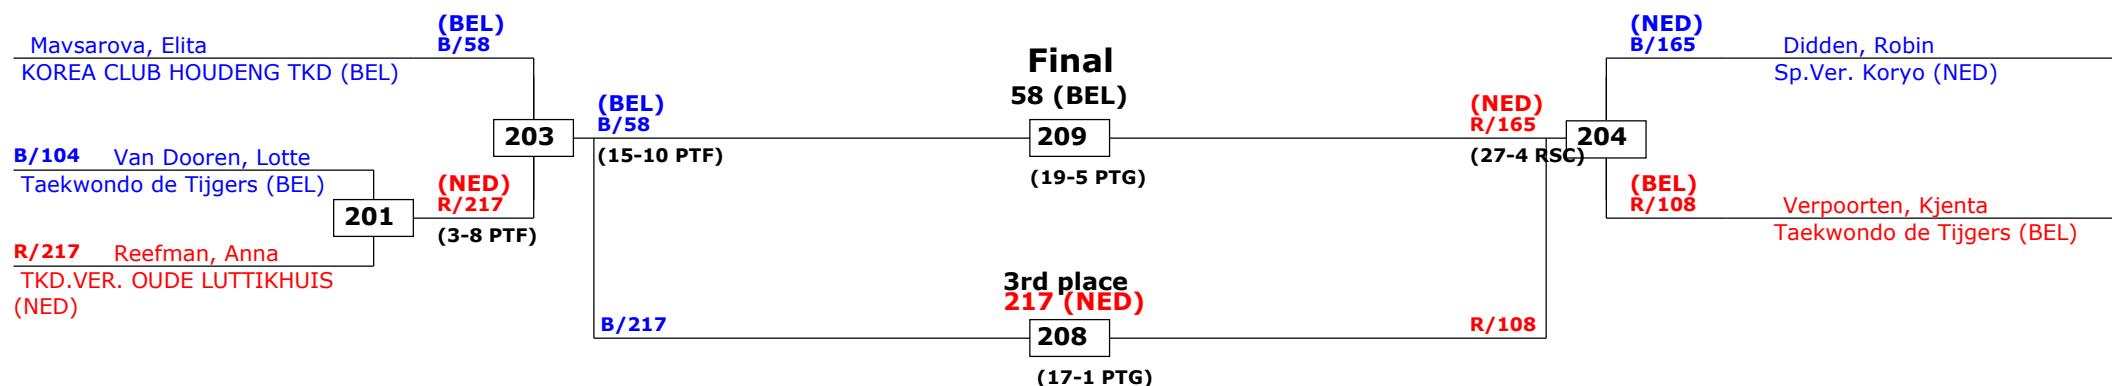 (BEL)
B/58
Mavsarova, Elita
KOREA CLUB HOUDENG TKD (BEL)
203
B/104 Van Dooren, Lotte
Taekwondo de Tijgers (BEL)
201
(NED)
R/217
(3-8 PTF)
R/217 Reefman, Anna
TKD.VER. OUDE LUTTIKHUIS
(NED)
(BEL)
B/58
(15-10 PTF)
Final
58 (BEL)
209
(19-5 PTG)
(NED)
R/165
(27-4 RSC)
204
(NED)
B/165 Didden, Robin
Sp.Ver. Koryo (NED)
(BEL)
R/108 Verpoorten, Kjenta
Taekwondo de Tijgers (BEL)
3rd place
217 (NED)
B/217
208
R/108
(17-1 PTG)